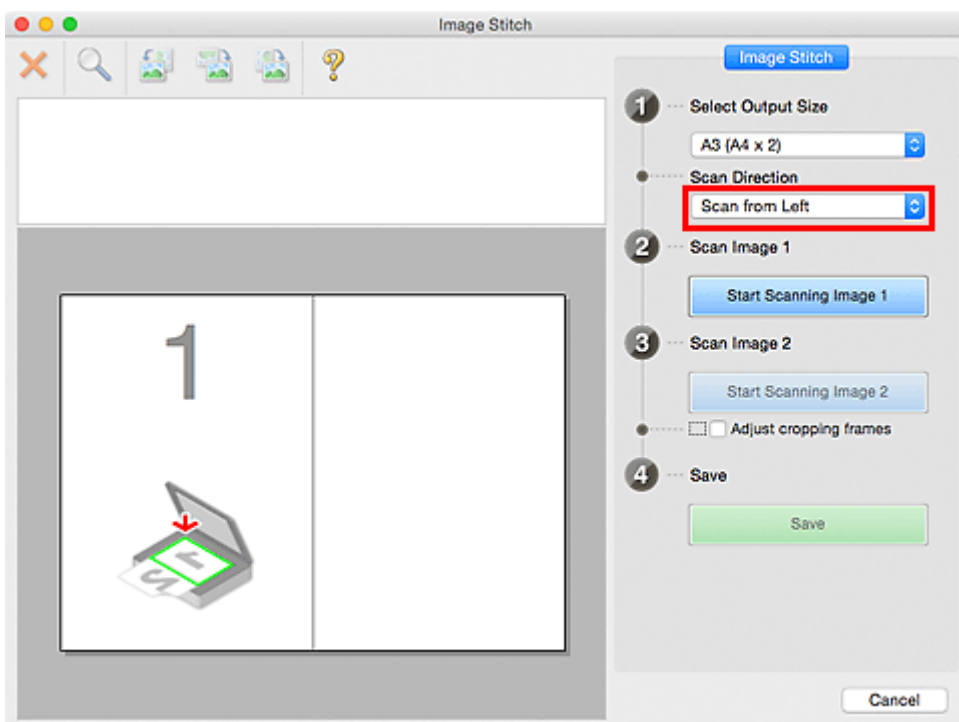 Image Stitch
Image Stitch
1 Select Output Size
A3 (A4 x 2)
Scan Direction
Scan from Left
2 Scan Image 1
Start Scanning Image 1
3 Scan Image 2
Start Scanning Image 2
Adjust cropping frames
4 Save
Save
Cancel
1
1
2